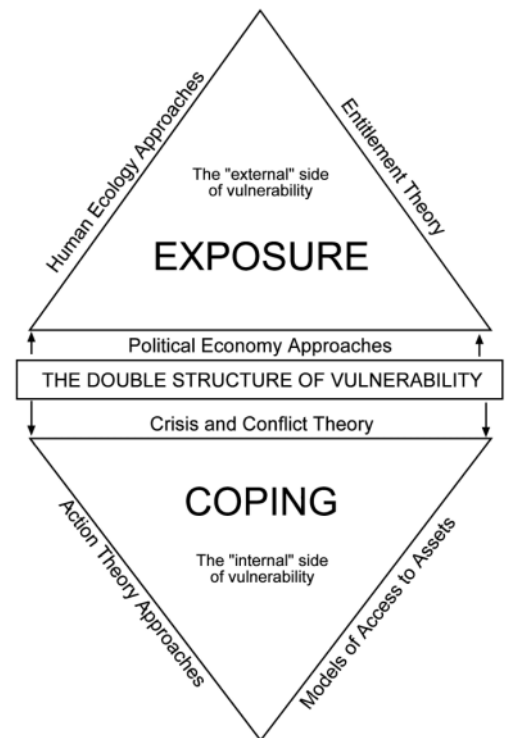 Human Ecology Approaches
Entitlement Theory
The "external" side
of vulnerability
EXPOSURE
Political Economy Approaches
THE DOUBLE STRUCTURE OF VULNERABILITY
Crisis and Conflict Theory
COPING
The "internal" side
of vulnerability
Action Theory Approaches
Models of Access to Assets